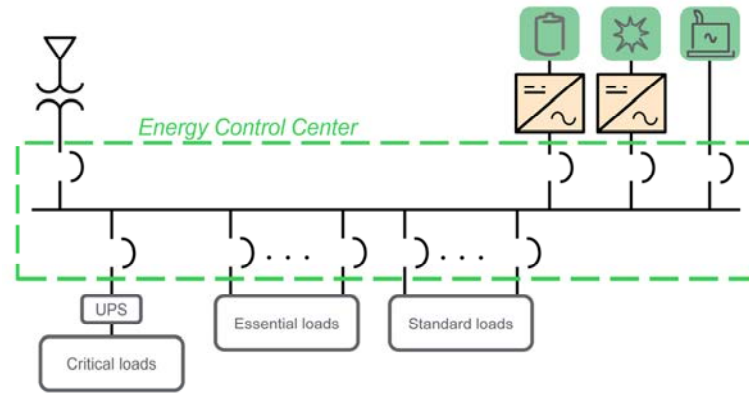 Energy Control Center
. . .
. . .
UPS
Essential loads
Standard loads
Critical loads